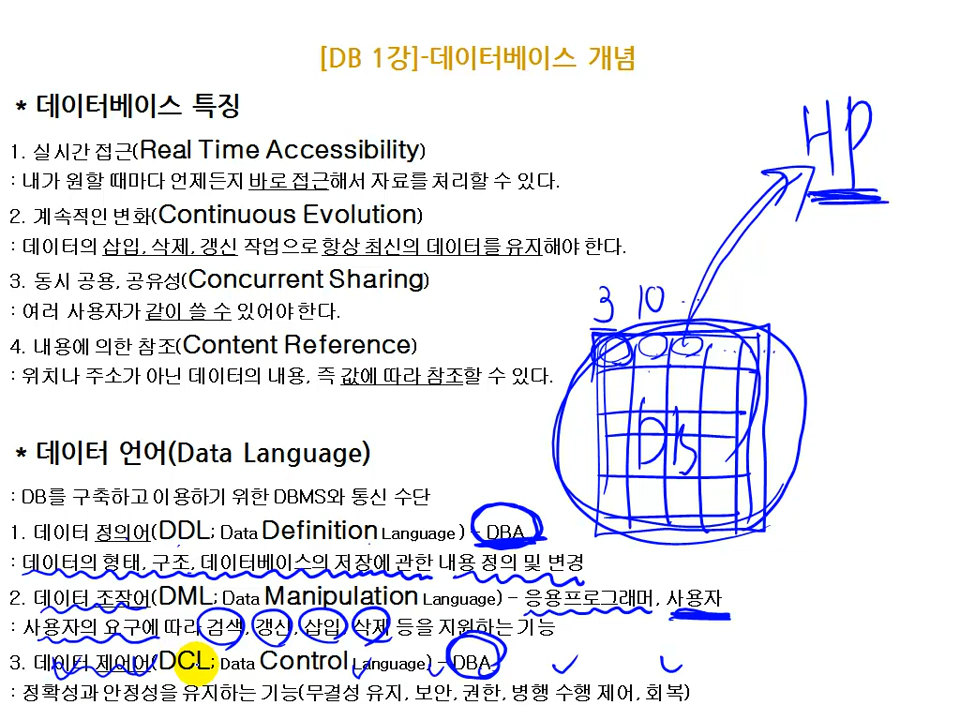 [DB 1강]-데이터베이스 개념
* 데이터베이스 특징
1. 실시간 접근(Real Time Accessibility)
: 내가 원할 때마다 언제든지 바로 접근해서 자료를 처리할 수 있다.
2. 계속적인 변화(Continuous Evolution)
: 데이터의 삽입, 삭제, 갱신 작업으로 항상 최신의 데이터를 유지해야 한다.
3. 동시 공용, 공유성(Concurrent Sharing)
: 여러 사용자가 같이 쓸 수 있어야 한다.
4. 내용에 의한 참조(Content Reference)
: 위치나 주소가 아닌 데이터의 내용, 즉 값에 따라 참조할 수 있다.
HP
3 10 ..
DB
* 데이터 언어(Data Language)
: DB를 구축하고 이용하기 위한 DBMS와 통신 수단
1. 데이터 정의어(DDL; Data Definition Language) - DBA
: 데이터의 형태, 구조, 데이터베이스의 저장에 관한 내용 정의 및 변경
2. 데이터 조작어(DML; Data Manipulation Language) - 응용프로그래머, 사용자
: 사용자의 요구에 따라 검색, 갱신, 삽입, 삭제 등을 지원하는 기능
3. 데이터 제어어(DCL; Data Control Language) - DBA
: 정확성과 안정성을 유지하는 기능(무결성 유지, 보안, 권한, 병행 수행 제어, 회복)